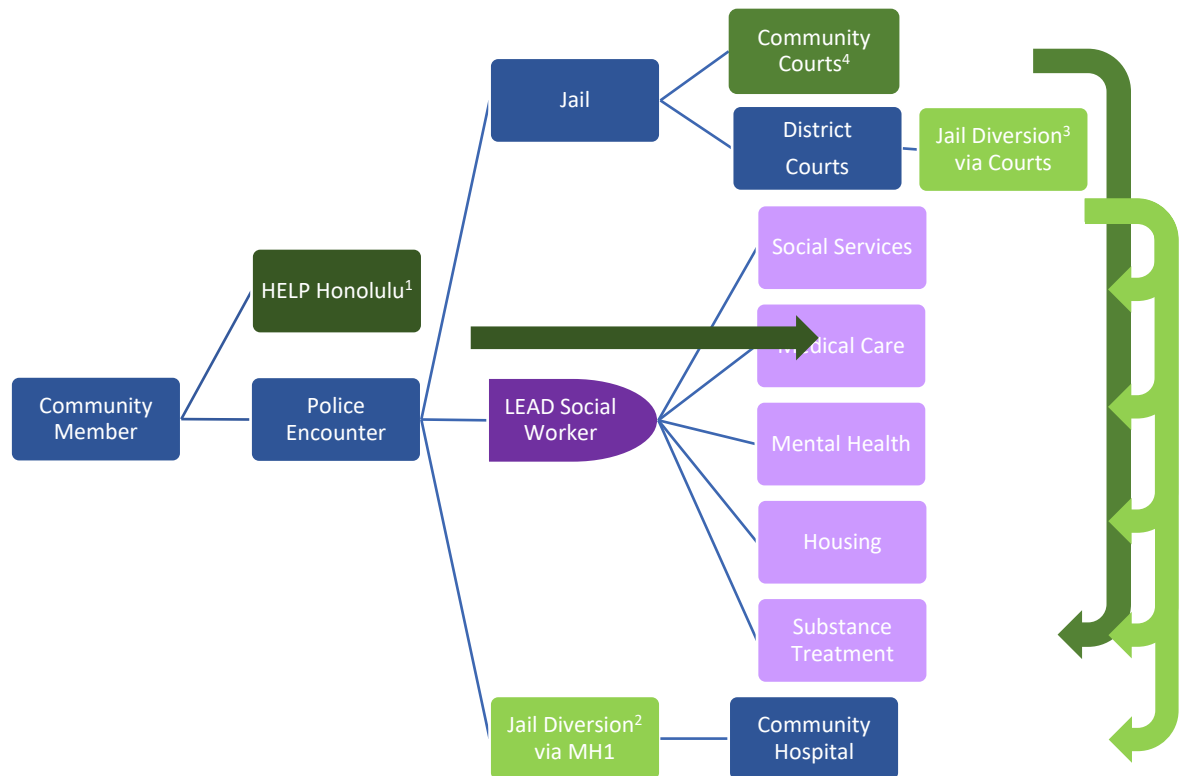 Community
Courts4
Jail
District
Courts
Jail Diversion3
via Courts
Social Services
HELP Honolulu1
Medical Care
Community
Member
Police
Encounter
LEAD Social
Worker
Mental Health
Housing
Substance
Treatment
Jail Diversion2
via MH1
Community
Hospital